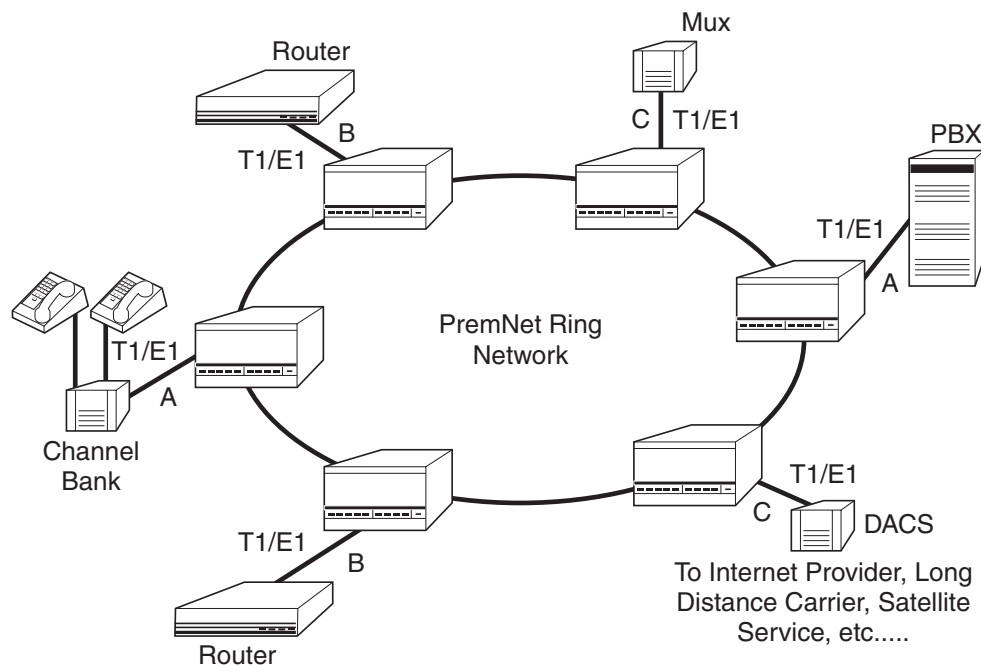 Mux
Router
C T1/E1
PBX
B
T1/E1
T1/E1
A
PremNet Ring
Network
T1/E1
A
Channel
Bank
T1/E1
C
DACS
T1/E1
B
To Internet Provider, Long
Distance Carrier, Satellite
Service, etc.....
Router